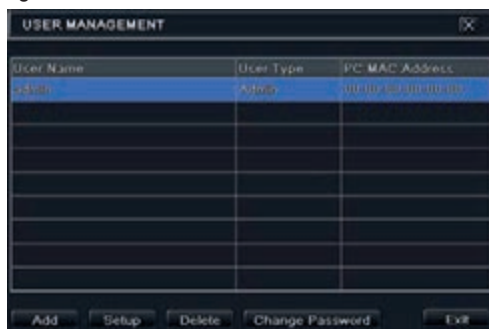 USER MANAGEMENT
User Name User Type PC MAC Address
admin Admin 00:00:00:00:00:00
Add Setup Delete Change Password Exit